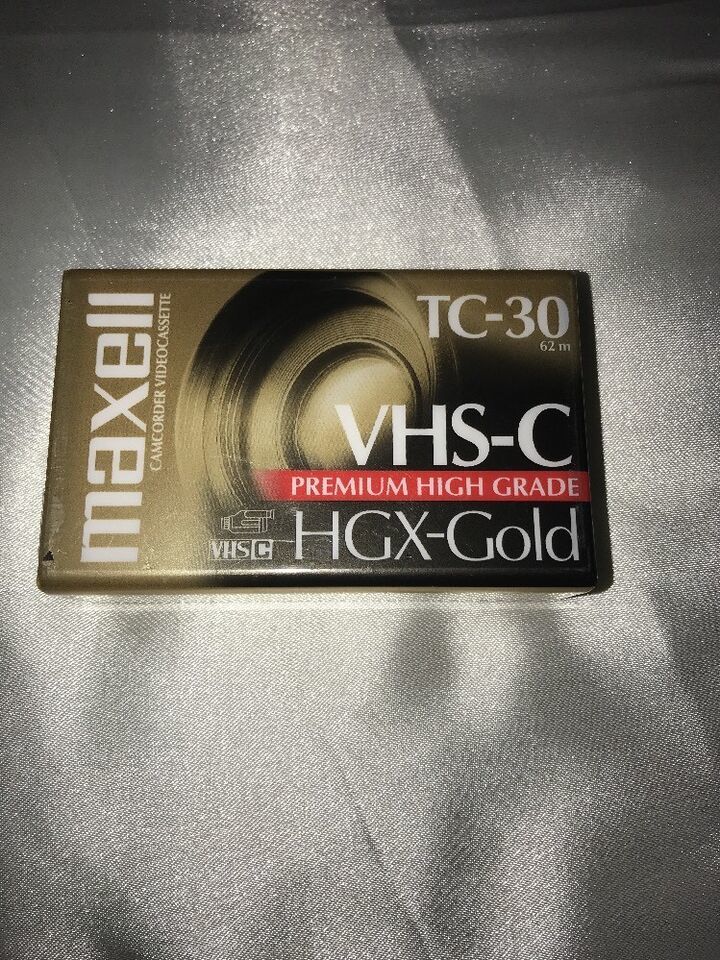 maxell
CAMCORDER VIDEOCASSETTE
TC-30
62 m
VHS-C
PREMIUM HIGH GRADE
VHS C
HGX-Gold